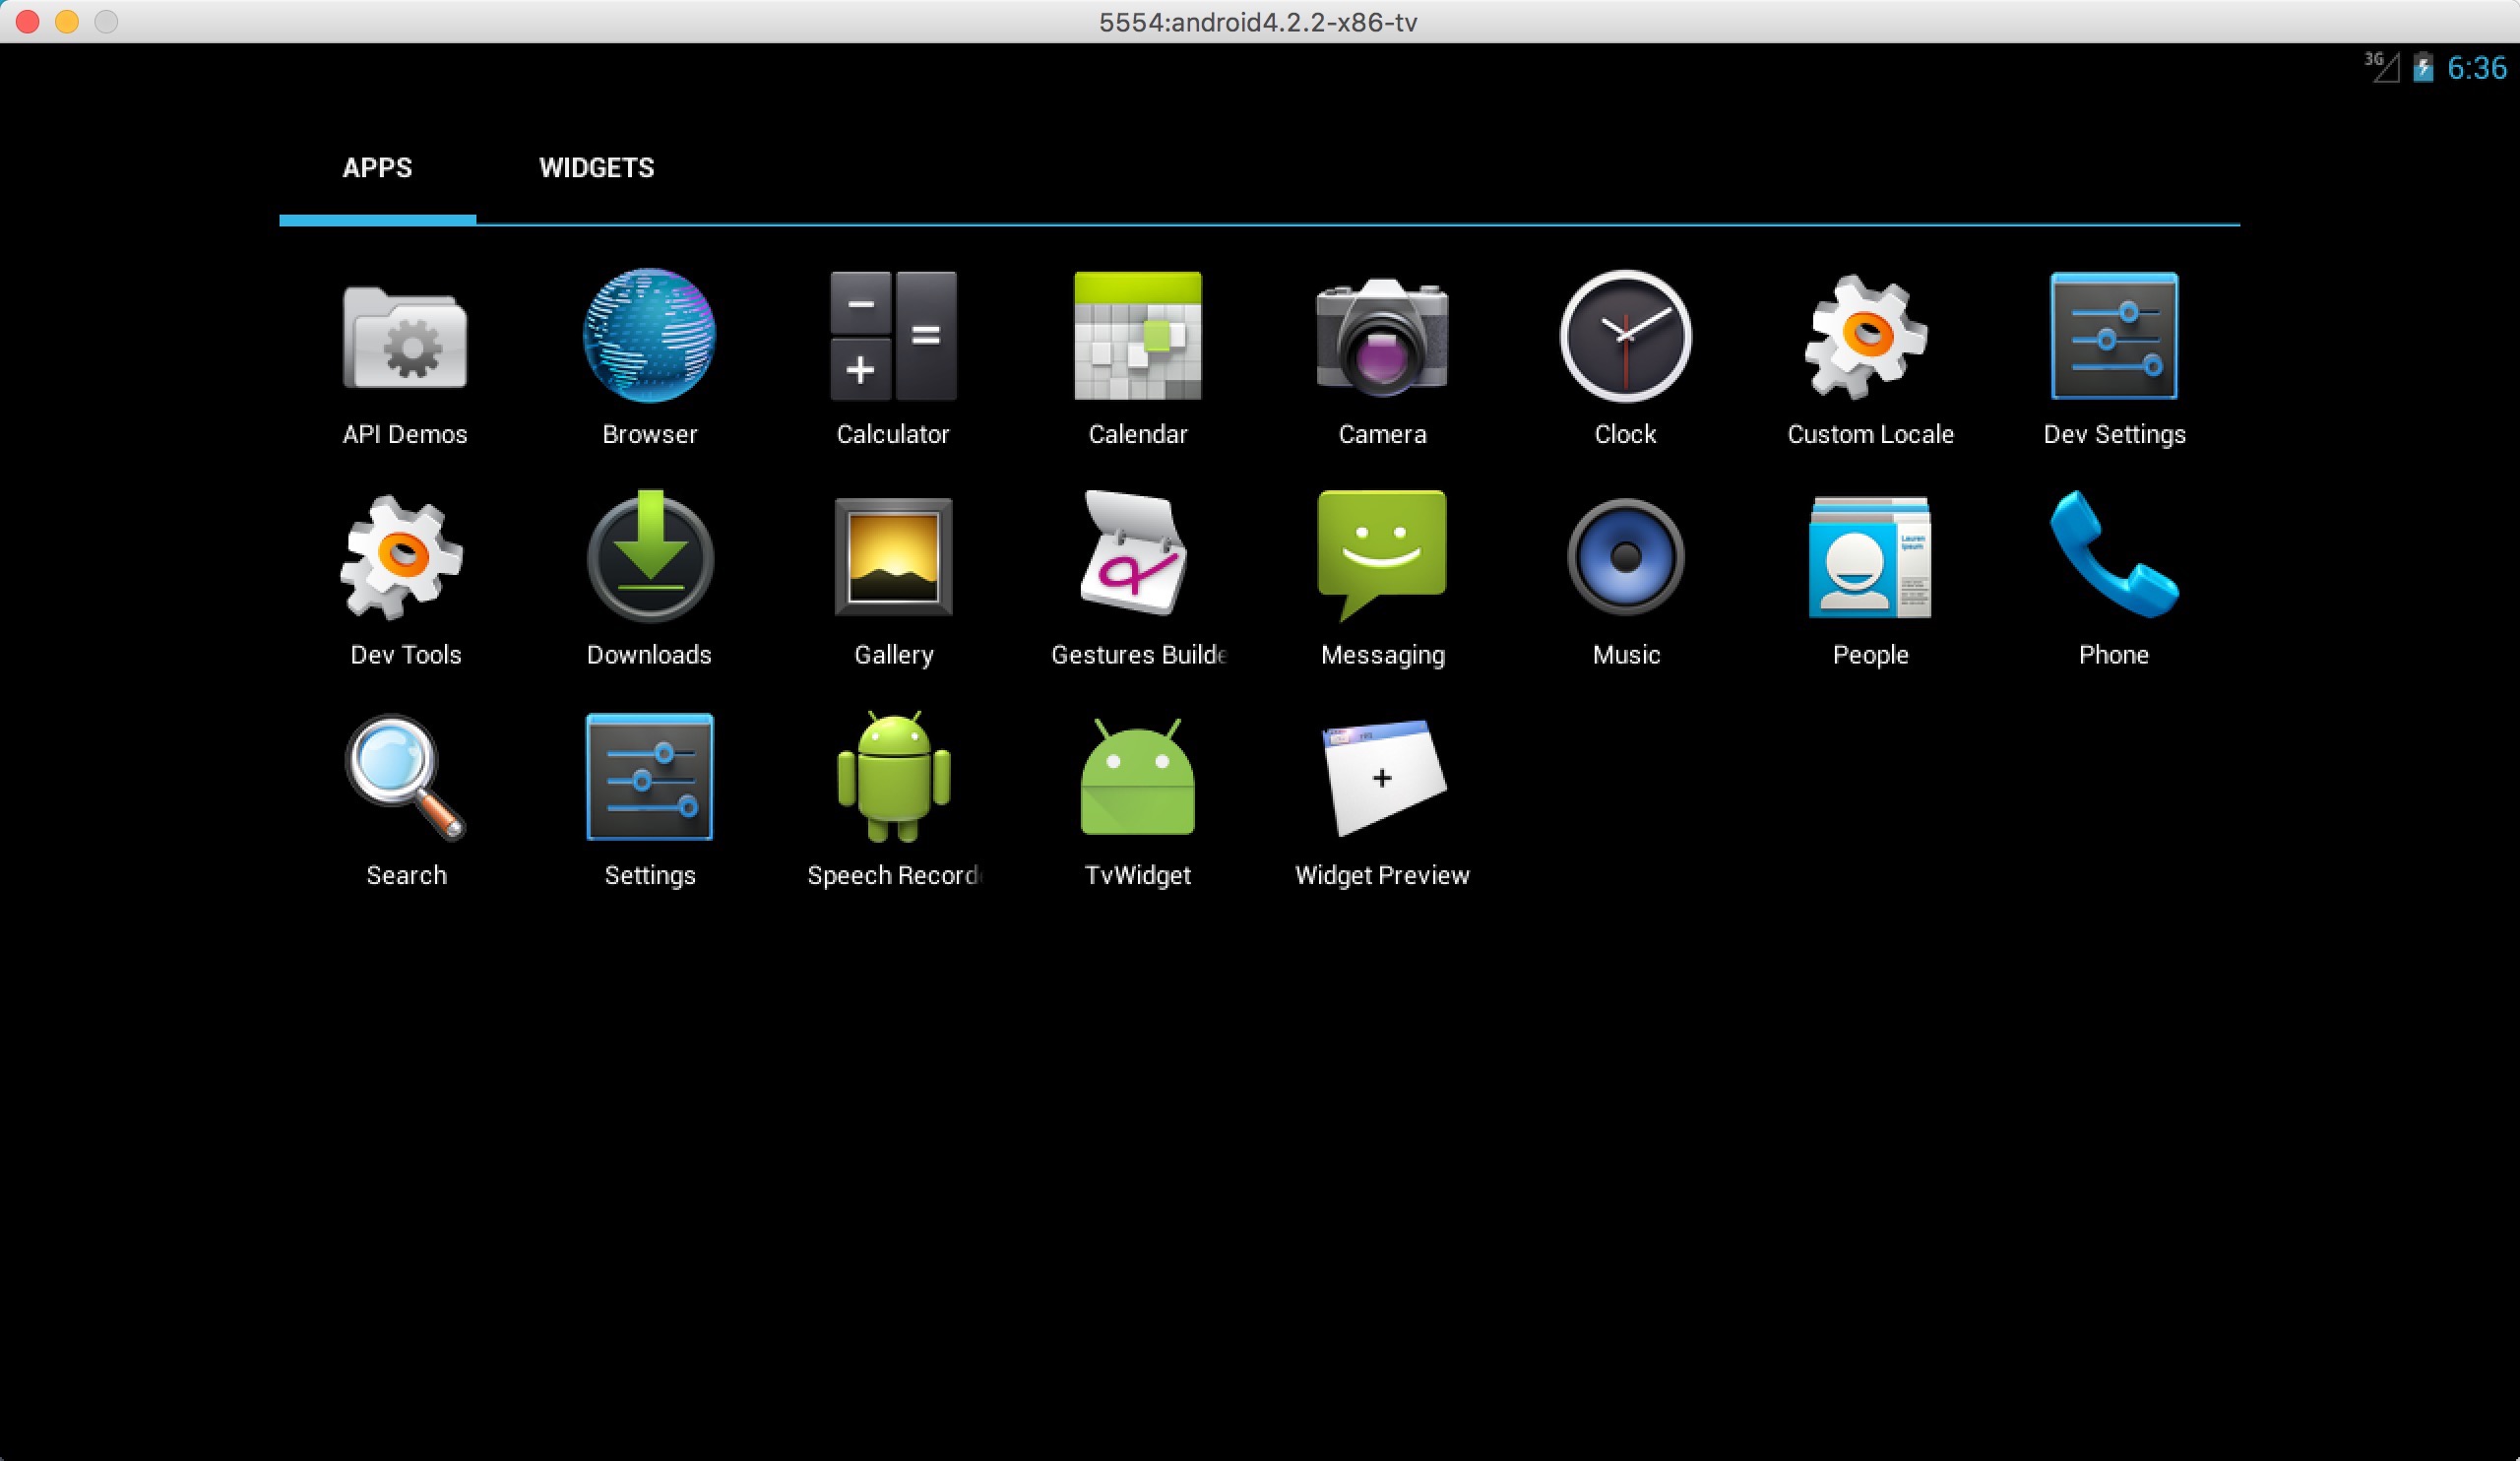 5554:android4.2.2-x86-tv
3G 6:36
APPS WIDGETS
API Demos Browser Calculator Calendar Camera Clock Custom Locale Dev Settings
Lorem
Ipsum
Dev Tools Downloads Gallery Gestures Builde Messaging Music People Phone
Search Settings Speech Record TvWidget Widget Preview